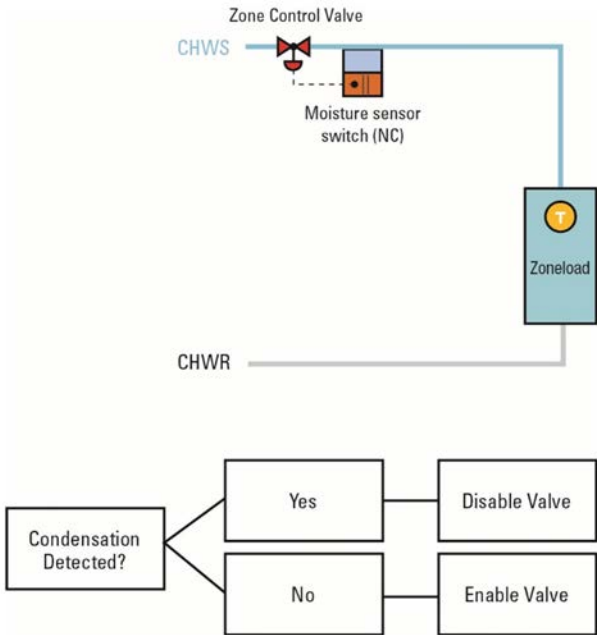 Zone Control Valve
CHWS
Moisture sensor
switch (NC)
T
Zoneload
CHWR
Condensation
Detected?
Yes
Disable Valve
No
Enable Valve